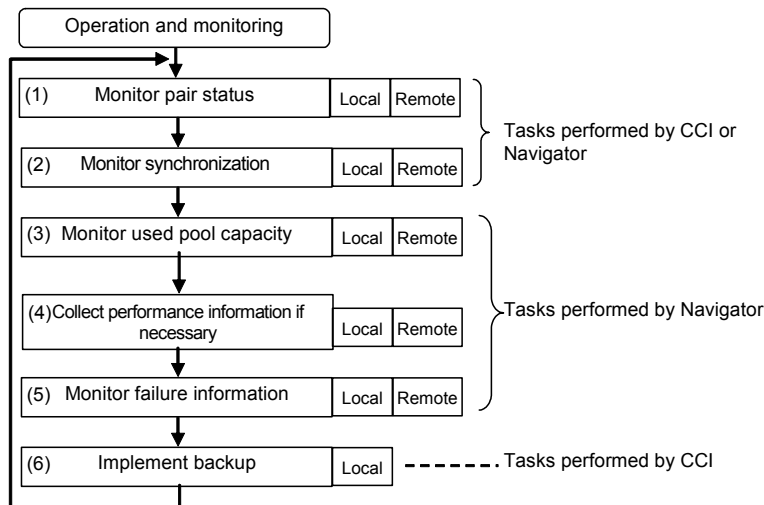 Operation and monitoring
(1) Monitor pair status Local Remote
Tasks performed by CCI or
Navigator
(2) Monitor synchronization Local Remote
(3) Monitor used pool capacity Local Remote
(4) Collect performance information if
necessary Local Remote
Tasks performed by Navigator
(5) Monitor failure information Local Remote
(6) Implement backup Local
Tasks performed by CCI